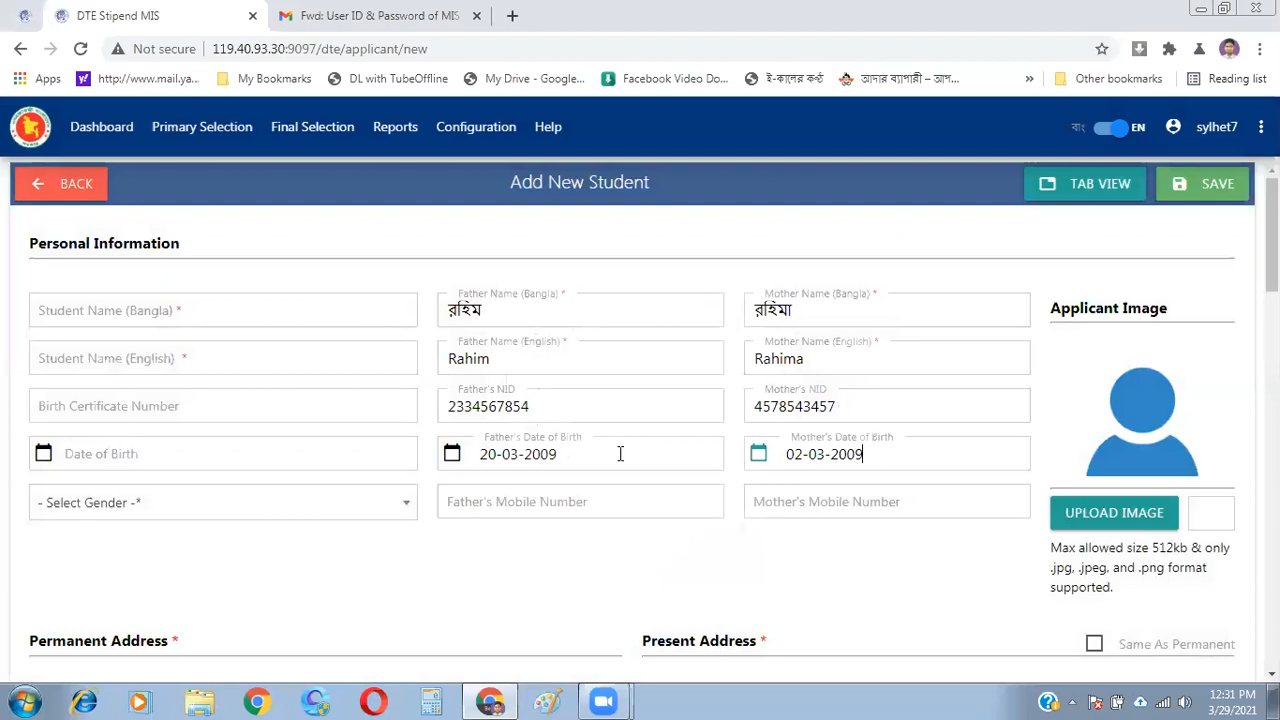 DTE Stipend MIS
Fwd: User ID & Password of MIS
Not secure 119.40.93.30:9097/dte/applicant/new
Apps http://www.mail.ya... My Bookmarks DL with TubeOffline My Drive - Google... Facebook Video Do... ই-কালের কণ্ঠ আদার ব্যাপারী – আপ... » Other bookmarks Reading list
Dashboard Primary Selection Final Selection Reports Configuration Help বাং EN sylhet7
BACK Add New Student TAB VIEW SAVE
Personal Information
Student Name (Bangla) * Father Name (Bangla) * রহিম Mother Name (Bangla) * রহিমা Applicant Image
Student Name (English) * Father Name (English) * Rahim Mother Name (English) * Rahima
Birth Certificate Number Father's NID 2334567854 Mother's NID 4578543457
Date of Birth Father's Date of Birth 20-03-2009 Mother's Date of Birth 02-03-2009
- Select Gender -* Father's Mobile Number Mother's Mobile Number UPLOAD IMAGE
Max allowed size 512kb & only
.jpg, .jpeg, and .png format
supported.
Permanent Address * Present Address * Same As Permanent
12:31 PM
3/29/2021